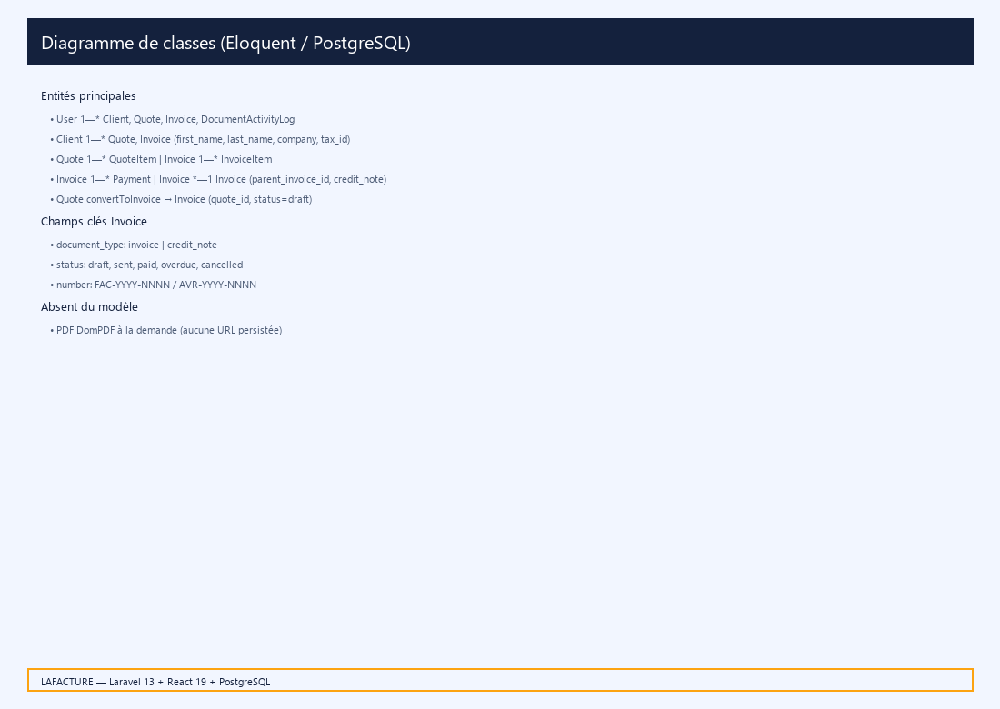 Diagramme de classes (Eloquent / PostgreSQL)
Entités principales
• User 1—* Client, Quote, Invoice, DocumentActivityLog
• Client 1—* Quote, Invoice (first_name, last_name, company, tax_id)
• Quote 1—* QuoteItem | Invoice 1—* InvoiceItem
• Invoice 1—* Payment | Invoice *—1 Invoice (parent_invoice_id, credit_note)
• Quote convertToInvoice → Invoice (quote_id, status=draft)
Champs clés Invoice
• document_type: invoice | credit_note
• status: draft, sent, paid, overdue, cancelled
• number: FAC-YYYY-NNNN / AVR-YYYY-NNNN
Absent du modèle
• PDF DomPDF à la demande (aucune URL persistée)
LAFACTURE — Laravel 13 + React 19 + PostgreSQL